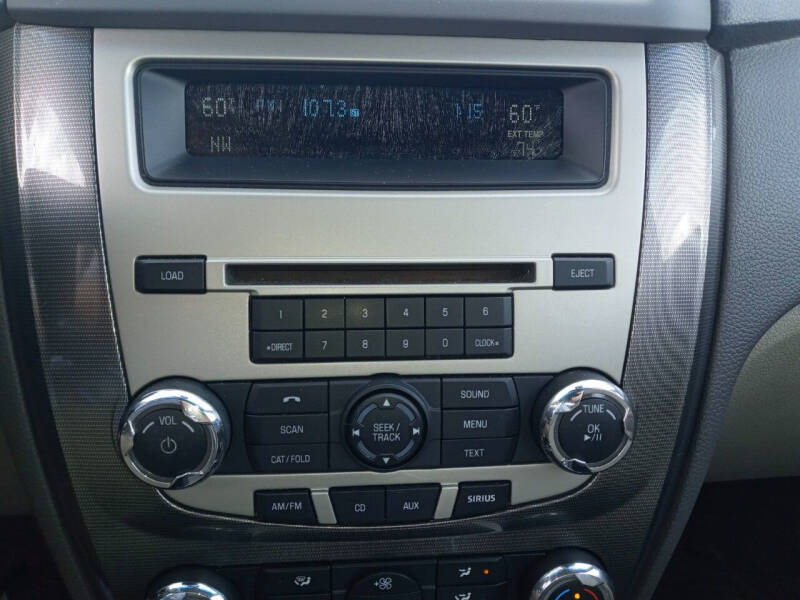 60° FM1 107.3 1:15 60°F
EXT TEMP
NW 74
LOAD EJECT
1 2 3 4 5 6
•DIRECT 7 8 9 0 CLOCK•
VOL SCAN CAT/FOLD
SEEK/
TRACK
SOUND
MENU
TEXT
TUNE
OK
AM/FM CD AUX SIRIUS